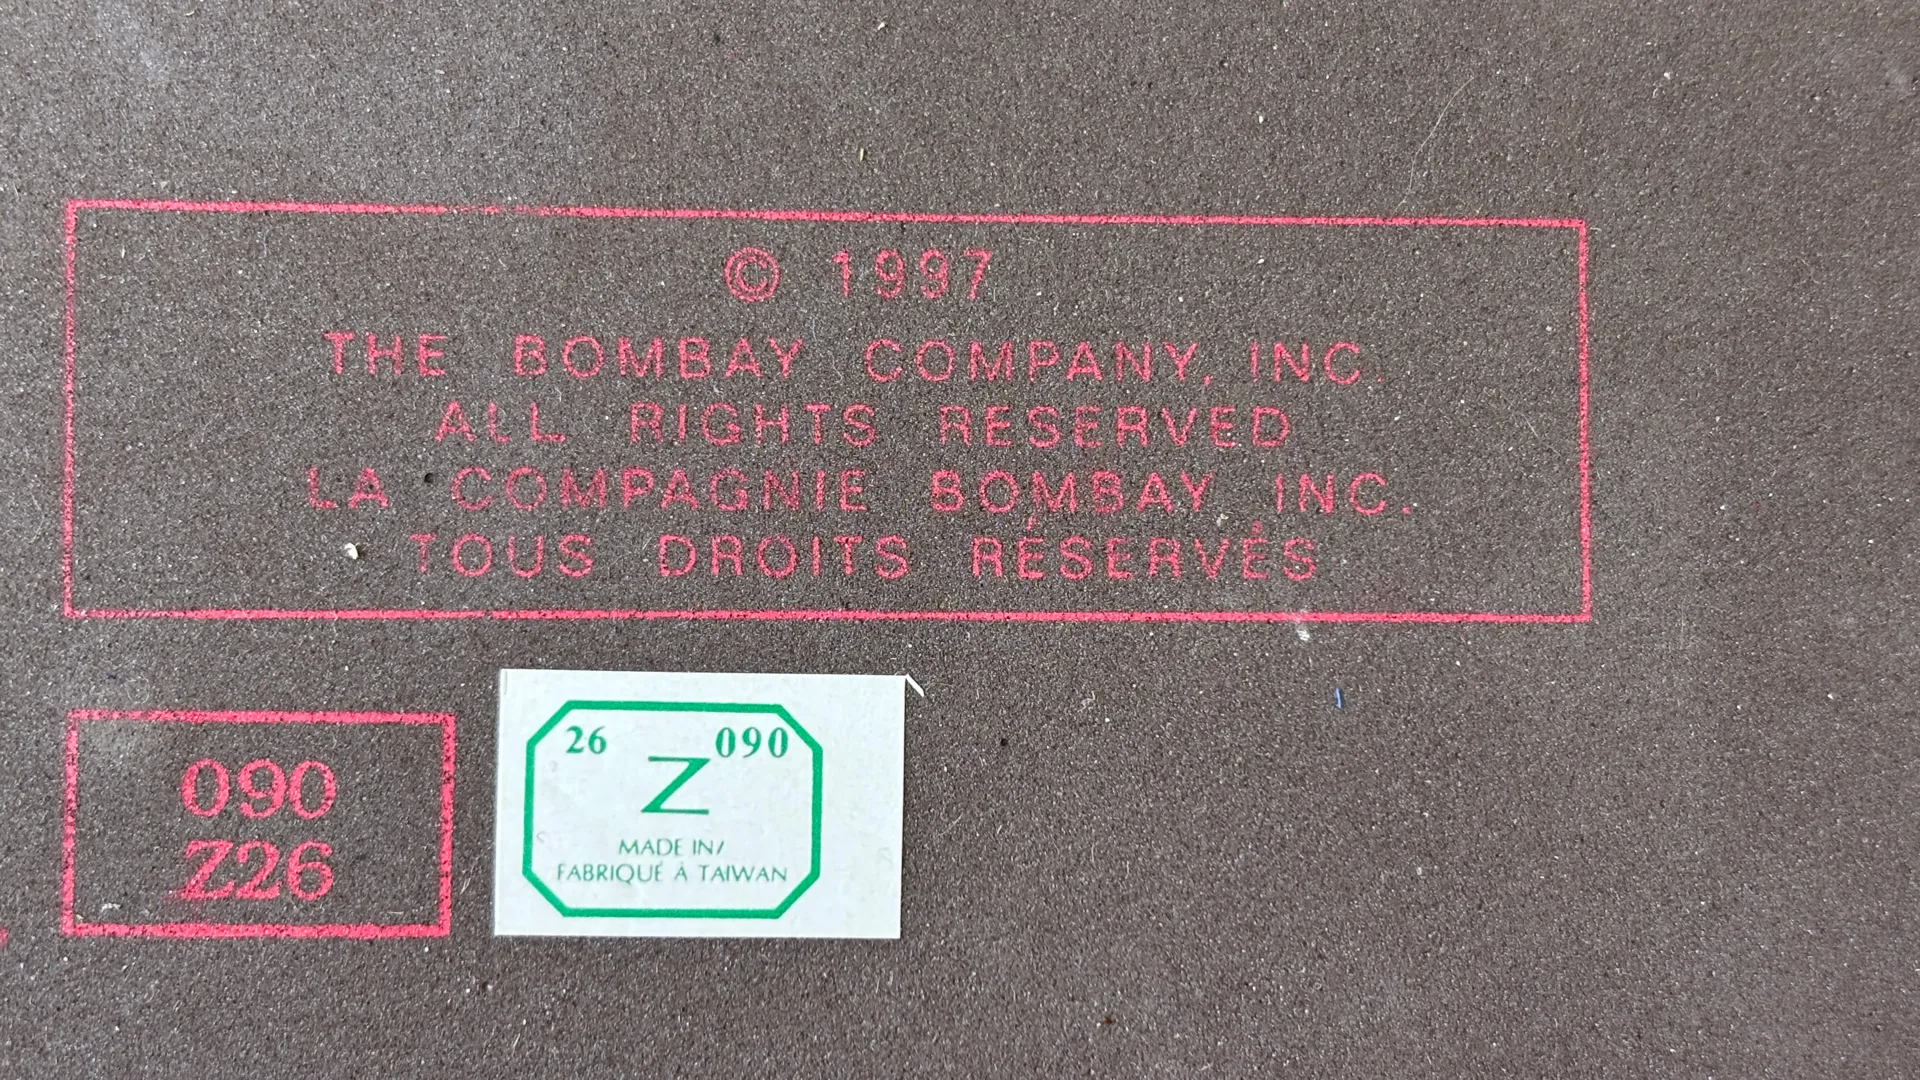 © 1997
THE BOMBAY COMPANY, INC.
ALL RIGHTS RESERVED
LA COMPAGNIE BOMBAY INC.
TOUS DROITS RÉSERVÉS
090
Z26
26 090
Z
MADE IN/
FABRIQUÉ À TAIWAN